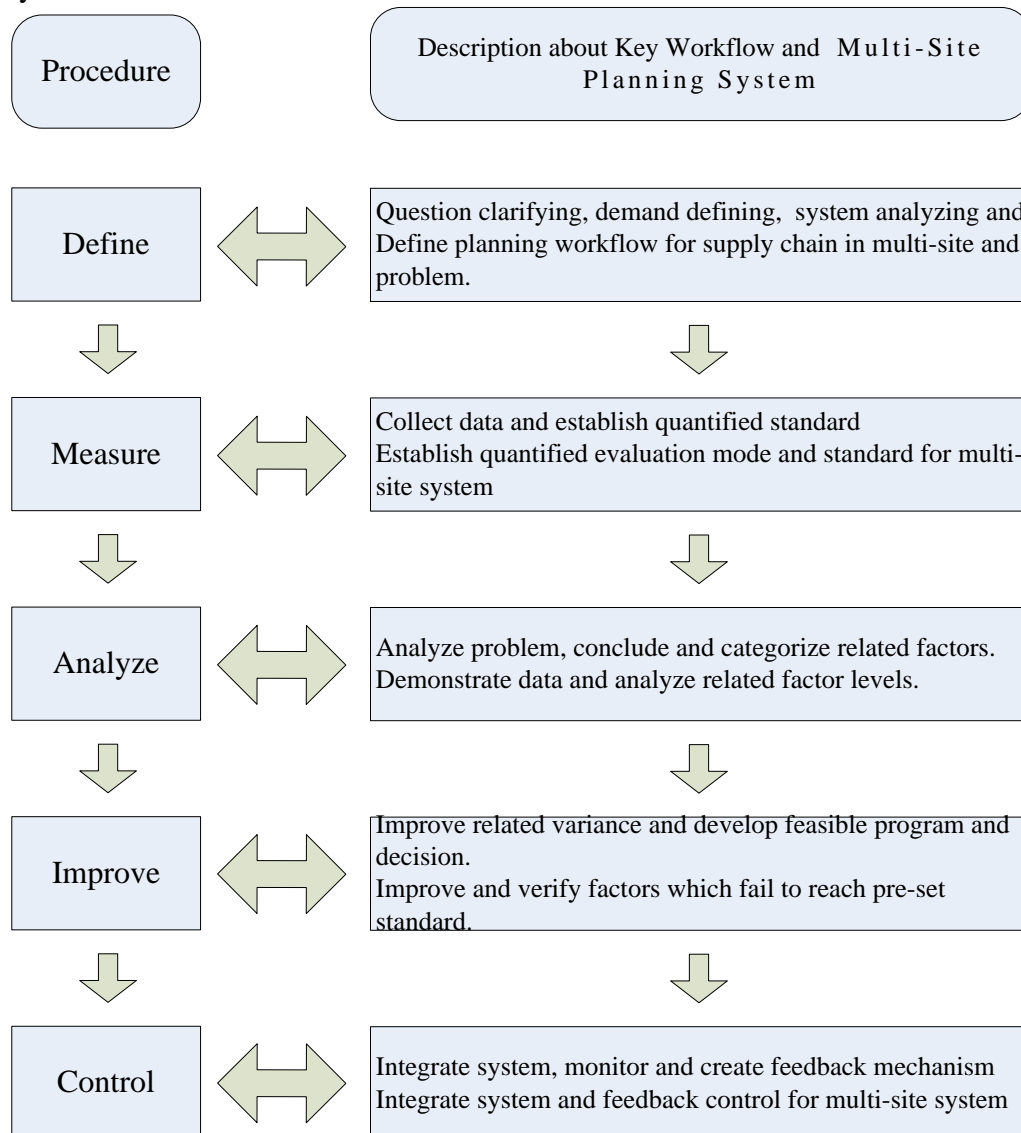 y
Procedure
Description about Key Workflow and Multi-Site
Planning System
Define
Question clarifying, demand defining, system analyzing and
Define planning workflow for supply chain in multi-site and
problem.
Measure
Collect data and establish quantified standard
Establish quantified evaluation mode and standard for multi-
site system
Analyze
Analyze problem, conclude and categorize related factors.
Demonstrate data and analyze related factor levels.
Improve
Improve related variance and develop feasible program and
decision.
Improve and verify factors which fail to reach pre-set
standard.
Control
Integrate system, monitor and create feedback mechanism
Integrate system and feedback control for multi-site system